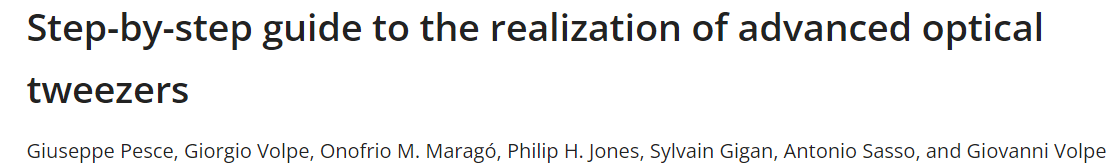 Step-by-step guide to the realization of advanced optical
tweezers
Giuseppe Pesce, Giorgio Volpe, Onofrio M. Maragó, Philip H. Jones, Sylvain Gigan, Antonio Sasso, and Giovanni Volpe